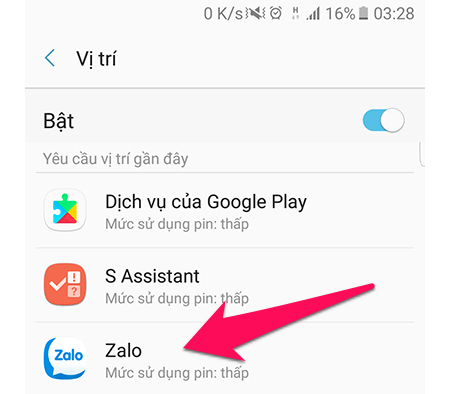 0 K/s 16% 03:28
Vị trí
Bật
Yêu cầu vị trí gần đây
Dịch vụ của Google Play
Mức sử dụng pin: thấp
S Assistant
Mức sử dụng pin: thấp
Zalo
Zalo
Mức sử dụng pin: thấp